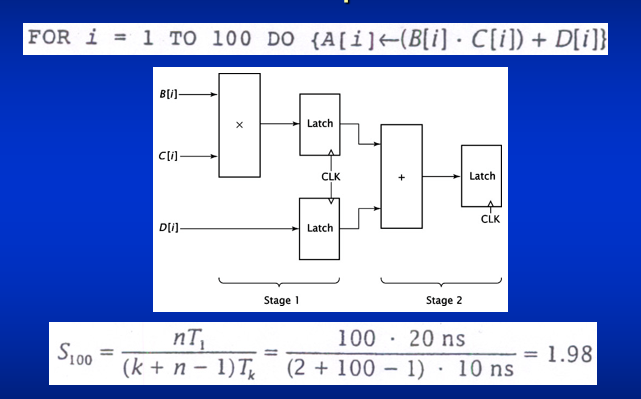 FOR i = 1 TO 100 DO {A[i]←(B[i] · C[i]) + D[i]}
B[i]
×
Latch
C[i]
CLK
+
Latch
CLK
D[i]
Latch
Stage 1
Stage 2
S₁₀₀ = nT₁ / (k + n − 1)Tₖ = 100 · 20 ns / (2 + 100 − 1) · 10 ns = 1.98